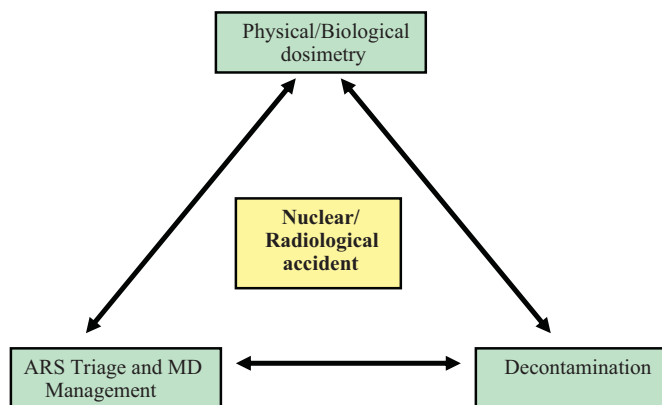 Physical/Biological
dosimetry
Nuclear/
Radiological
accident
ARS Triage and MD
Management
Decontamination